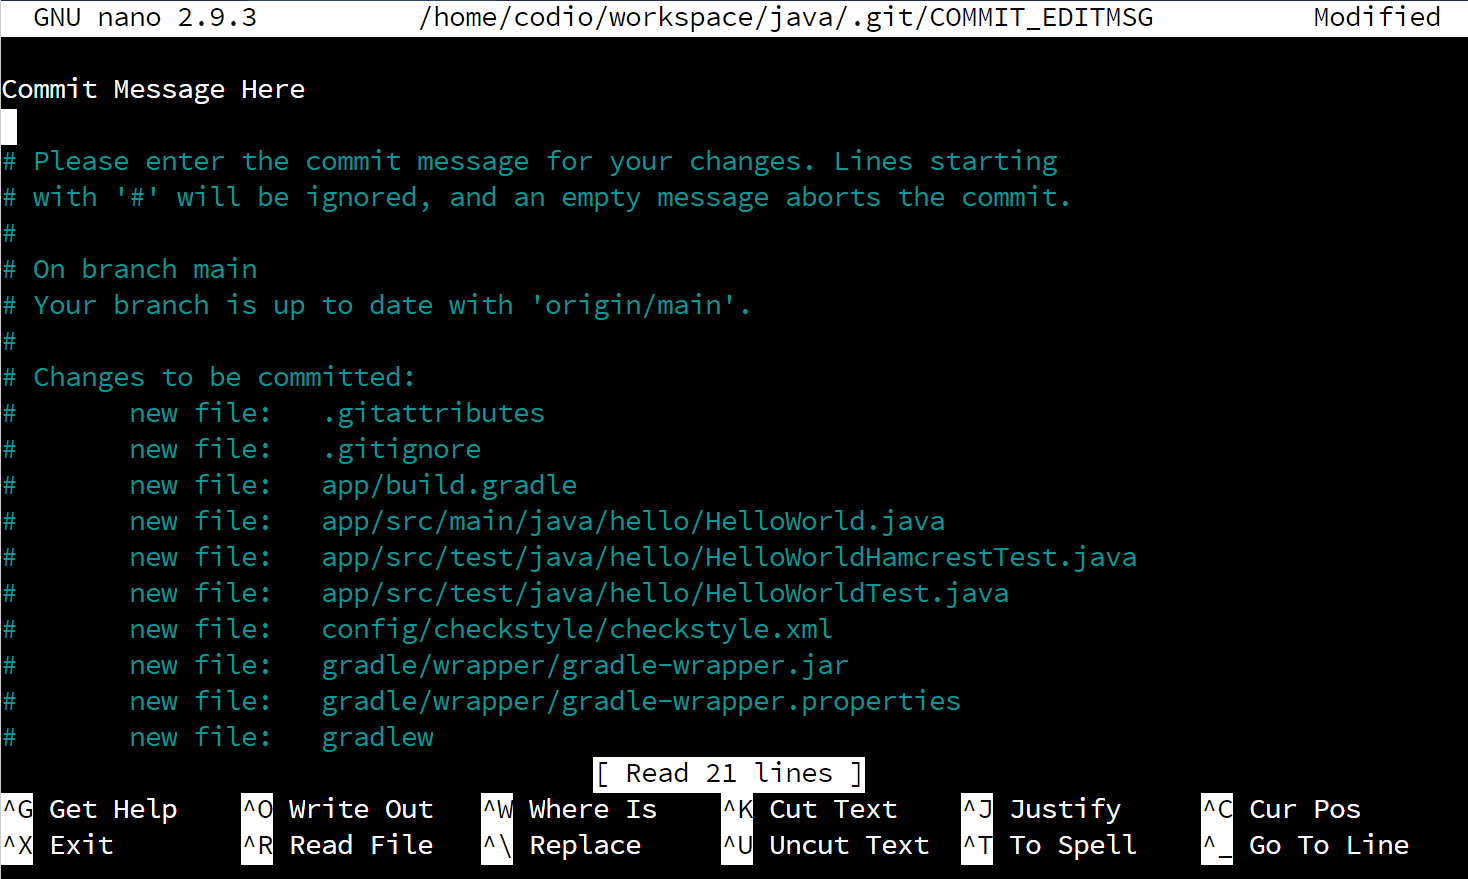 GNU nano 2.9.3 /home/codio/workspace/java/.git/COMMIT_EDITMSG Modified
Commit Message Here
# Please enter the commit message for your changes. Lines starting
# with '#' will be ignored, and an empty message aborts the commit.
#
# On branch main
# Your branch is up to date with 'origin/main'.
#
# Changes to be committed:
# new file: .gitattributes
# new file: .gitignore
# new file: app/build.gradle
# new file: app/src/main/java/hello/HelloWorld.java
# new file: app/src/test/java/hello/HelloWorldHamcrestTest.java
# new file: app/src/test/java/hello/HelloWorldTest.java
# new file: config/checkstyle/checkstyle.xml
# new file: gradle/wrapper/gradle-wrapper.jar
# new file: gradle/wrapper/gradle-wrapper.properties
# new file: gradlew
[ Read 21 lines ]
^G Get Help ^O Write Out ^W Where Is ^K Cut Text ^J Justify ^C Cur Pos
^X Exit ^R Read File ^\ Replace ^U Uncut Text ^T To Spell ^_ Go To Line